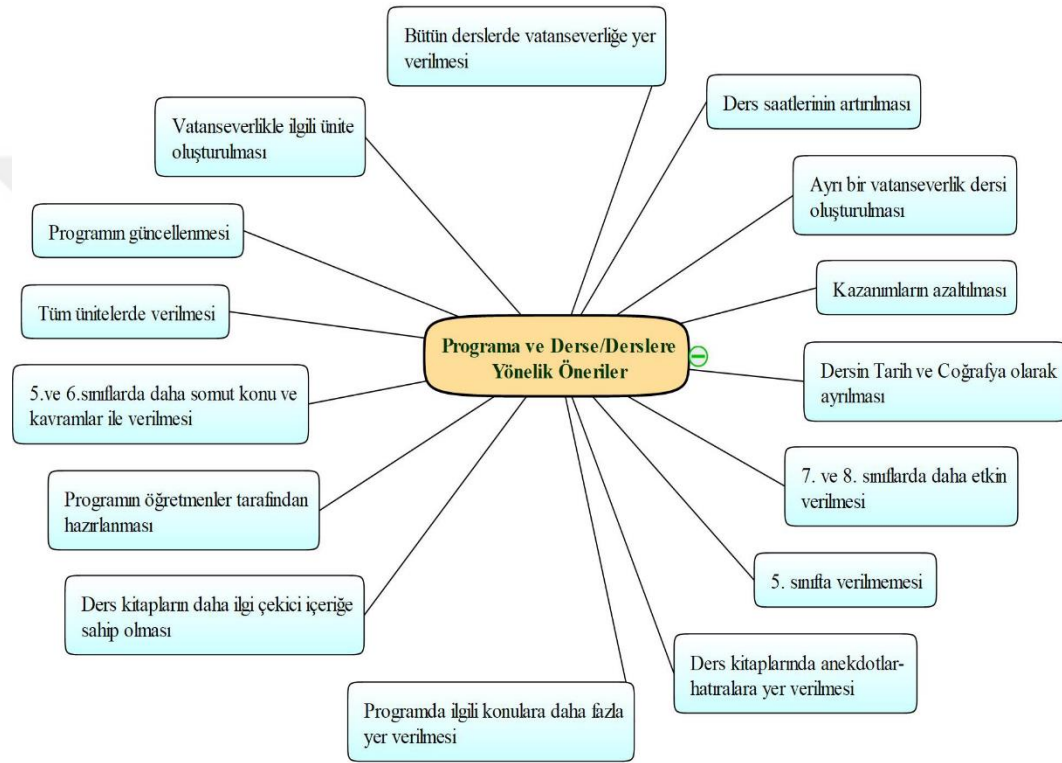 Bütün derslerde vatanseverliğe yer
verilmesi
Ders saatlerinin artırılması
Vatanseverlikle ilgili ünite
oluşturulması
Ayrı bir vatanseverlik dersi
oluşturulması
Programın güncellenmesi
Kazanımların azaltılması
Tüm ünitelerde verilmesi
Programa ve Derse/Derslere
Yönelik Öneriler
Dersin Tarih ve Coğrafya olarak
ayrılması
5.ve 6.sınıflarda daha somut konu ve
kavramlar ile verilmesi
7. ve 8. sınıflarda daha etkin
verilmesi
Programın öğretmenler tarafından
hazırlanması
5. sınıfta verilmemesi
Ders kitapların daha ilgi çekici içeriğe
sahip olması
Ders kitaplarında anekdotlar-
hatıralara yer verilmesi
Programda ilgili konulara daha fazla
yer verilmesi